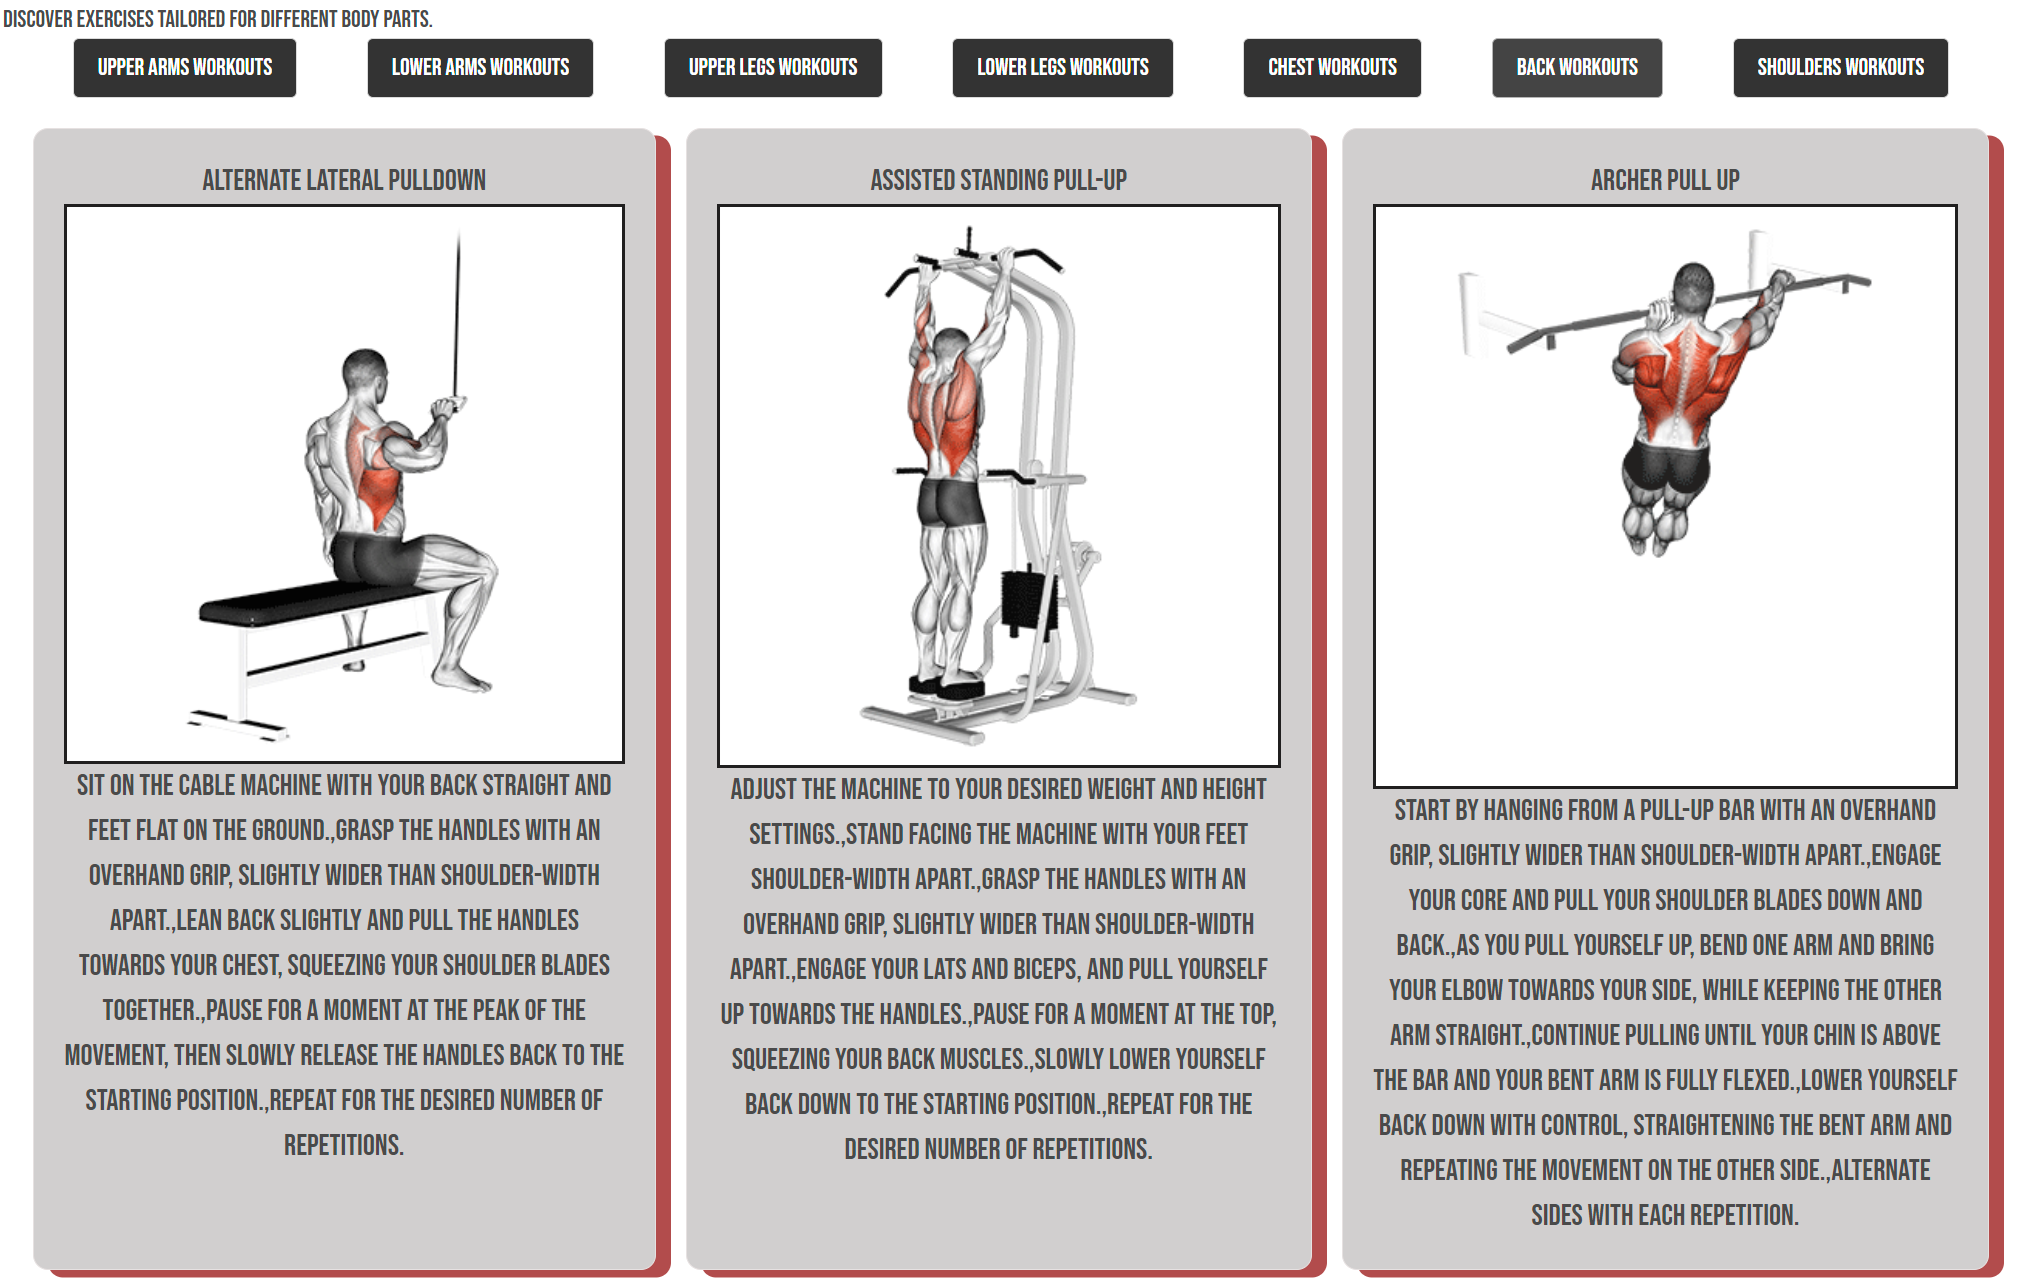 DISCOVER EXERCISES TAILORED FOR DIFFERENT BODY PARTS.
UPPER ARMS WORKOUTS
LOWER ARMS WORKOUTS
UPPER LEGS WORKOUTS
LOWER LEGS WORKOUTS
CHEST WORKOUTS
BACK WORKOUTS
SHOULDERS WORKOUTS
ALTERNATE LATERAL PULLDOWN
SIT ON THE CABLE MACHINE WITH YOUR BACK STRAIGHT AND
FEET FLAT ON THE GROUND.,GRASP THE HANDLES WITH AN
OVERHAND GRIP, SLIGHTLY WIDER THAN SHOULDER-WIDTH
APART.,LEAN BACK SLIGHTLY AND PULL THE HANDLES
TOWARDS YOUR CHEST, SQUEEZING YOUR SHOULDER BLADES
TOGETHER.,PAUSE FOR A MOMENT AT THE PEAK OF THE
MOVEMENT, THEN SLOWLY RELEASE THE HANDLES BACK TO THE
STARTING POSITION.,REPEAT FOR THE DESIRED NUMBER OF
REPETITIONS.
ASSISTED STANDING PULL-UP
ADJUST THE MACHINE TO YOUR DESIRED WEIGHT AND HEIGHT
SETTINGS.,STAND FACING THE MACHINE WITH YOUR FEET
SHOULDER-WIDTH APART.,GRASP THE HANDLES WITH AN
OVERHAND GRIP, SLIGHTLY WIDER THAN SHOULDER-WIDTH
APART.,ENGAGE YOUR LATS AND BICEPS, AND PULL YOURSELF
UP TOWARDS THE HANDLES.,PAUSE FOR A MOMENT AT THE TOP,
SQUEEZING YOUR BACK MUSCLES.,SLOWLY LOWER YOURSELF
BACK DOWN TO THE STARTING POSITION.,REPEAT FOR THE
DESIRED NUMBER OF REPETITIONS.
ARCHER PULL UP
START BY HANGING FROM A PULL-UP BAR WITH AN OVERHAND
GRIP, SLIGHTLY WIDER THAN SHOULDER-WIDTH APART.,ENGAGE
YOUR CORE AND PULL YOUR SHOULDER BLADES DOWN AND
BACK.,AS YOU PULL YOURSELF UP, BEND ONE ARM AND BRING
YOUR ELBOW TOWARDS YOUR SIDE, WHILE KEEPING THE OTHER
ARM STRAIGHT.,CONTINUE PULLING UNTIL YOUR CHIN IS ABOVE
THE BAR AND YOUR BENT ARM IS FULLY FLEXED.,LOWER YOURSELF
BACK DOWN WITH CONTROL, STRAIGHTENING THE BENT ARM AND
REPEATING THE MOVEMENT ON THE OTHER SIDE.,ALTERNATE
SIDES WITH EACH REPETITION.